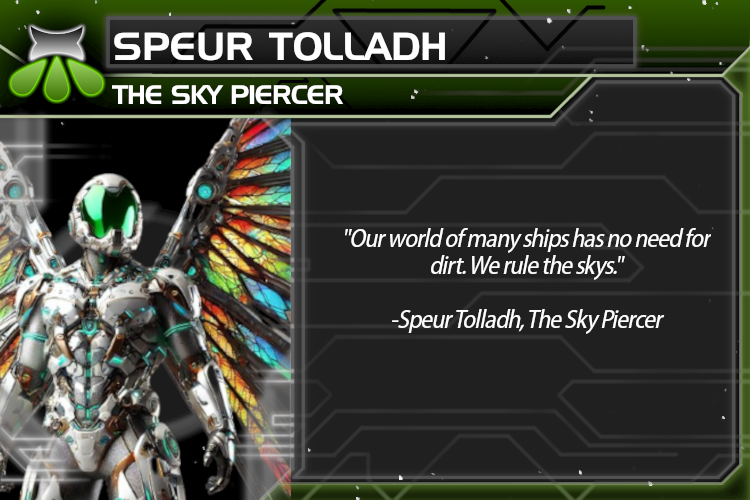 SPEUR TOLLADH
THE SKY PIERCER
"Our world of many ships has no need for
dirt. We rule the skys."
-Speur Tolladh, The Sky Piercer